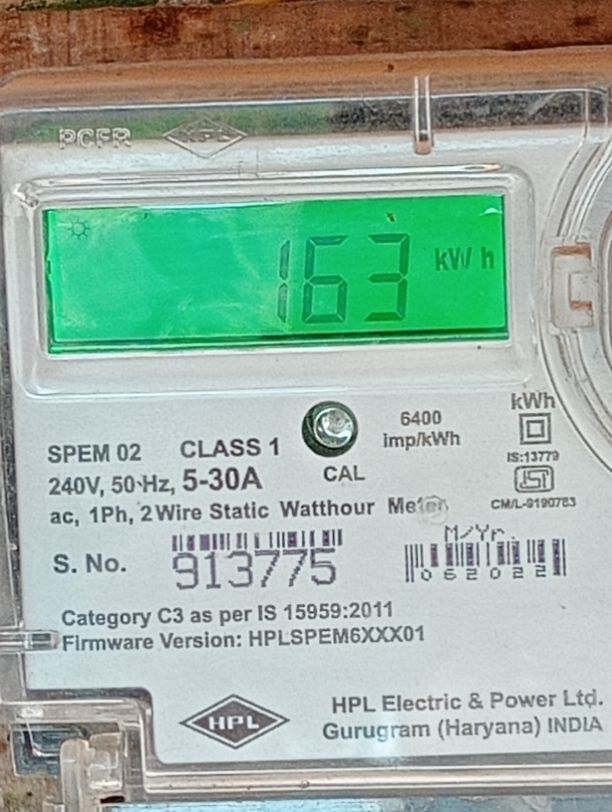 PCFR HPL
163 kWh
kWh
6400
imp/kWh
SPEM 02 CLASS 1
IS:13779
240V, 50 Hz, 5-30A CAL
ISI
CM/L-9190783
ac, 1Ph, 2 Wire Static Watthour Meter
M/Yr.
S. No. 913775
062022
Category C3 as per IS 15959:2011
Firmware Version: HPLSPEM6XXX01
HPL
HPL Electric & Power Ltd.
Gurugram (Haryana) INDIA